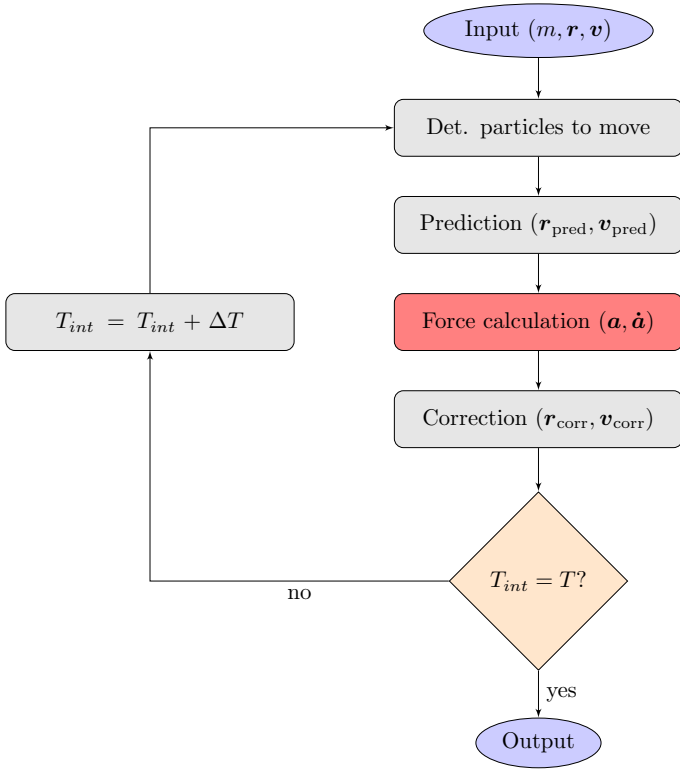 Input (m, r, v)
Det. particles to move
Prediction (r_pred, v_pred)
T_int = T_int + ΔT
Force calculation (a, ȧ)
Correction (r_corr, v_corr)
T_int = T?
no
yes
Output